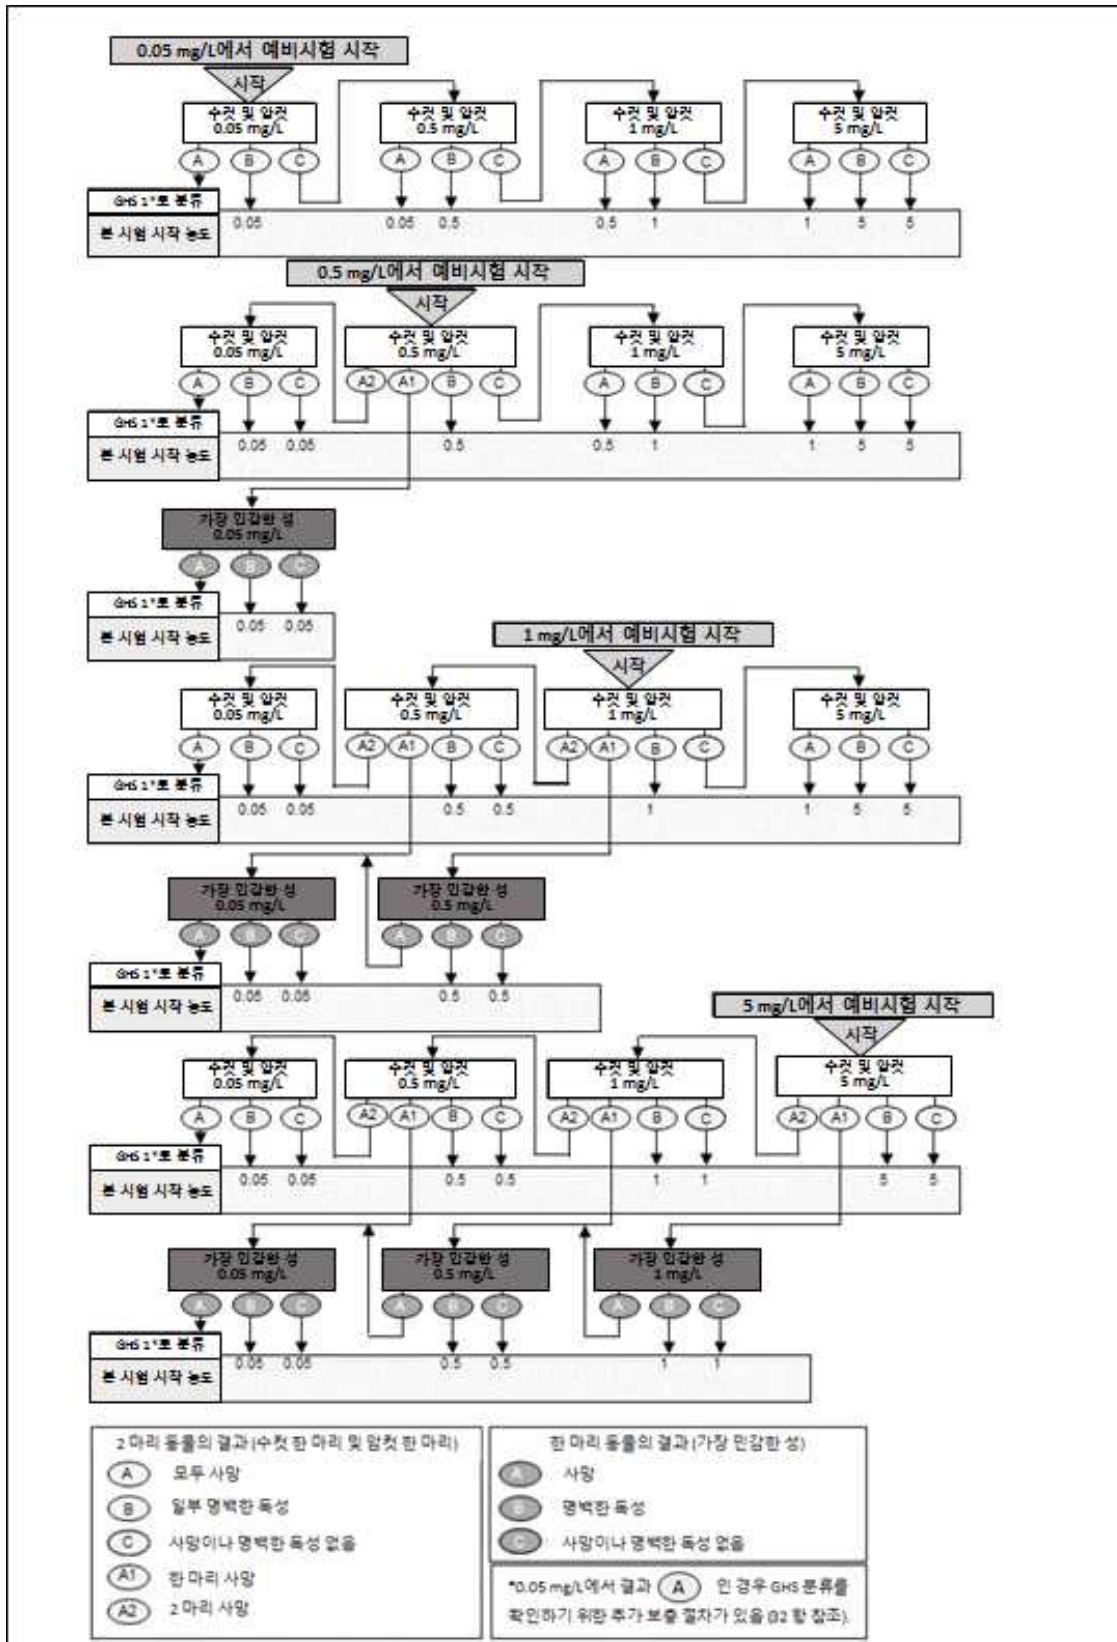 0.05 mg/L에서 예비시험 시작
시작
수컷 및 암컷
0.05 mg/L
수컷 및 암컷
0.5 mg/L
수컷 및 암컷
1 mg/L
수컷 및 암컷
5 mg/L
A B C A B C A B C A B C
GHS 1*로 분류
본 시험 시작 농도
0.05 0.05 0.5 0.5 1 1 5 5
0.5 mg/L에서 예비시험 시작
시작
수컷 및 암컷
0.05 mg/L
수컷 및 암컷
0.5 mg/L
수컷 및 암컷
1 mg/L
수컷 및 암컷
5 mg/L
A B C A2 A1 B C A B C A B C
GHS 1*로 분류
본 시험 시작 농도
0.05 0.05 0.5 0.5 1 1 5 5
가장 민감한 성
0.05 mg/L
A B C
GHS 1*로 분류
본 시험 시작 농도
0.05 0.05
1 mg/L에서 예비시험 시작
시작
수컷 및 암컷
0.05 mg/L
수컷 및 암컷
0.5 mg/L
수컷 및 암컷
1 mg/L
수컷 및 암컷
5 mg/L
A B C A2 A1 B C A2 A1 B C A B C
GHS 1*로 분류
본 시험 시작 농도
0.05 0.05 0.5 0.5 1 1 5 5
가장 민감한 성
0.05 mg/L
가장 민감한 성
0.5 mg/L
A B C A B C
GHS 1*로 분류
본 시험 시작 농도
0.05 0.05 0.5 0.5
5 mg/L에서 예비시험 시작
시작
수컷 및 암컷
0.05 mg/L
수컷 및 암컷
0.5 mg/L
수컷 및 암컷
1 mg/L
수컷 및 암컷
5 mg/L
A B C A2 A1 B C A2 A1 B C A2 A1 B C
GHS 1*로 분류
본 시험 시작 농도
0.05 0.05 0.5 0.5 1 1 5 5
가장 민감한 성
0.05 mg/L
가장 민감한 성
0.5 mg/L
가장 민감한 성
1 mg/L
A B C A B C A B C
GHS 1*로 분류
본 시험 시작 농도
0.05 0.05 0.5 0.5 1 1
2 마리 동물의 결과 (수컷 한 마리 및 암컷 한 마리)
A 모두 사망
B 일부 명백한 독성
C 사망이나 명백한 독성 없음
A1 한 마리 사망
A2 2 마리 사망
한 마리 동물의 결과 (가장 민감한 성)
A 사망
B 명백한 독성
C 사망이나 명백한 독성 없음
*0.05 mg/L에서 결과 A 인 경우 GHS 분류를
확인하기 위한 추가 보충 절차가 있음 (32 항 참조).